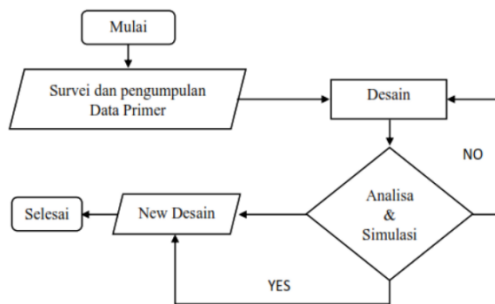 Mulai
Survei dan pengumpulan
Data Primer
Desain
NO
Analisa
&
Simulasi
New Desain
Selesai
YES